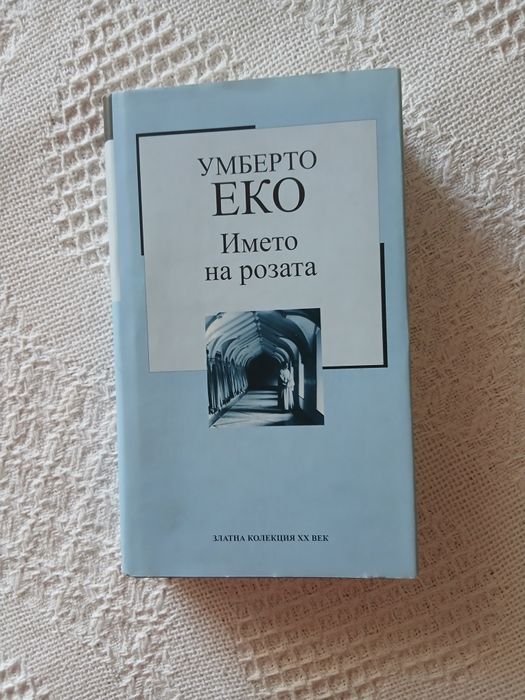 УМБЕРТО
ЕКО
Името
на розата
ЗЛАТНА КОЛЕКЦИЯ XX ВЕК